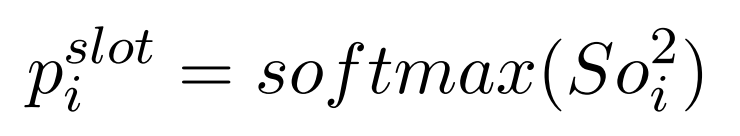 $p_i^{slot} = softmax(So_i^2)$